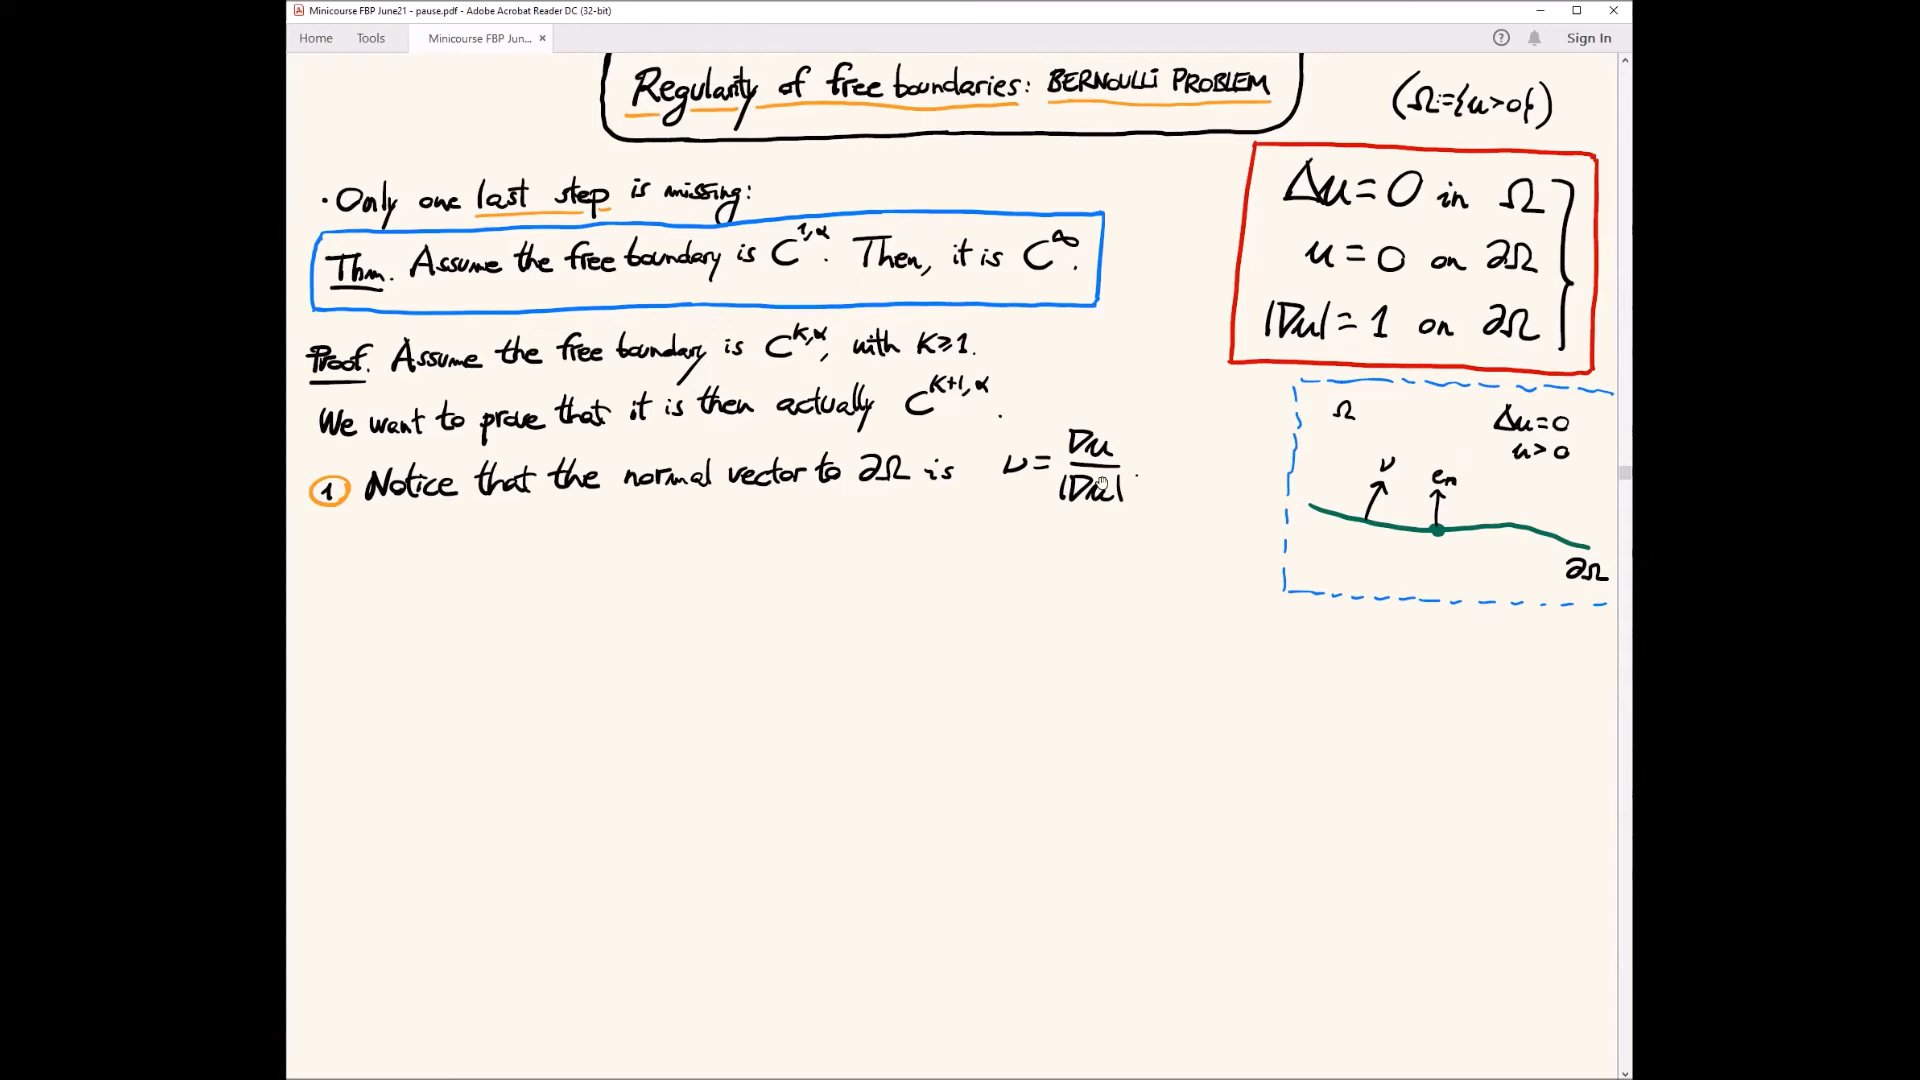 Minicourse FBP June21 - pause.pdf - Adobe Acrobat Reader DC (32-bit)
Home Tools Minicourse FBP Jun... × ? Sign In
Regularity of free boundaries: BERNOULLI PROBLEM
(Ω:={u>0})
· Only one last step is missing:
Thm. Assume the free boundary is C^{1,α}. Then, it is C^∞.
Δu = 0 in Ω
u = 0 on ∂Ω
|∇u| = 1 on ∂Ω
Proof. Assume the free boundary is C^{k,α}, with k≥1.
We want to prove that it is then actually C^{k+1,α}.
① Notice that the normal vector to ∂Ω is ν = ∇u/|∇u|.
Ω
Δu=0
u>0
ν
en
∂Ω